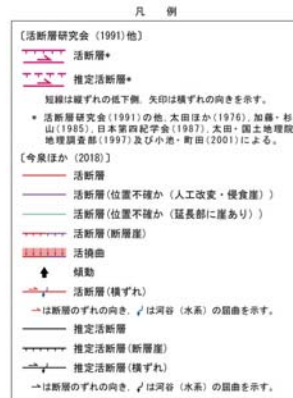 凡 例
〔活断層研究会(1991)他〕
活断層*
推定活断層*
短線は縦ずれの低下側、矢印は横ずれの向きを示す。
* 活断層研究会(1991)の他、太田ほか(1976)、加藤・杉
山(1985)、日本第四紀学会(1987)、太田・国土地理院
地理調査部(1997)及び小池・町田(2001)による。
〔今泉ほか(2018)〕
活断層
活断層(位置不確か(人工改変・侵食崖))
活断層(位置不確か(延長部に崖あり))
活断層(断層崖)
活撓曲
傾動
活断層(横ずれ)
は断層のずれの向き、は河谷(水系)の屈曲を示す。
推定活断層
推定活断層(断層崖)
推定活断層(横ずれ)
は断層のずれの向き、は河谷(水系)の屈曲を示す。